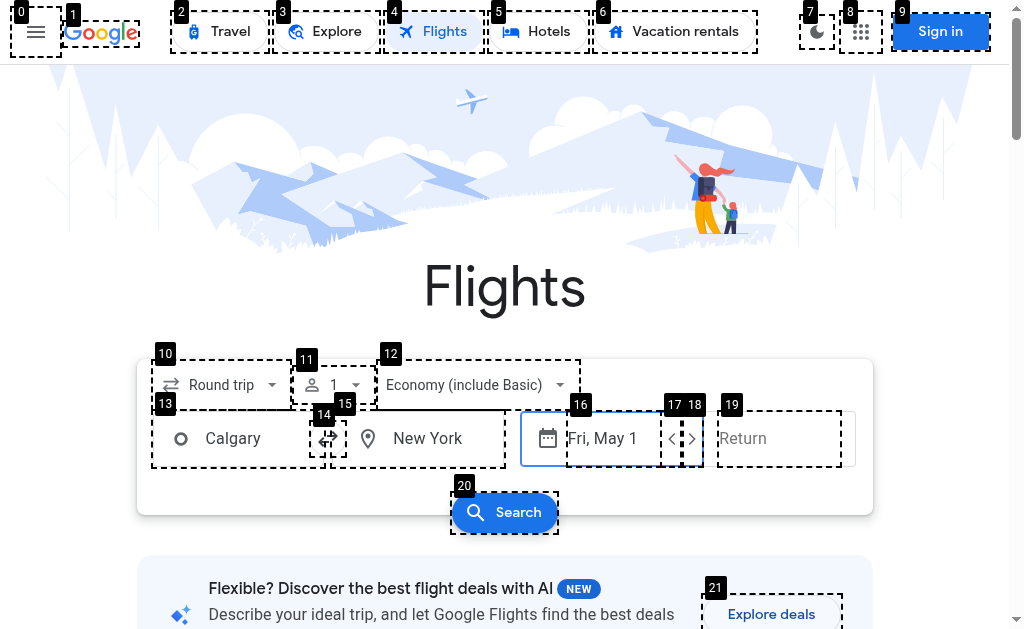 0 1 2 3 4 5 6 7 8 9
Google Travel Explore Flights Hotels Vacation rentals Sign in
Flights
10 11 12
Round trip 1 Economy (include Basic)
13 14 15 16 17 18 19
Calgary New York Fri, May 1 Return
20
Search
Flexible? Discover the best flight deals with AI NEW
21
Describe your ideal trip, and let Google Flights find the best deals
Explore deals